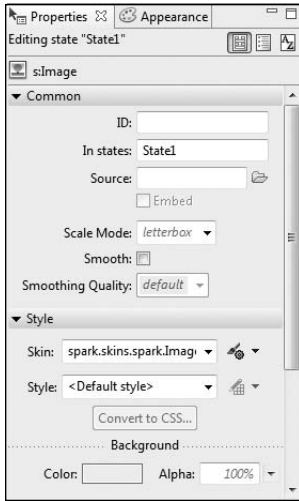 Properties Appearance
Editing state "State1"
s:Image
Common
ID:
In states: State1
Source:
Embed
Scale Mode: letterbox
Smooth:
Smoothing Quality: default
Style
Skin: spark.skins.spark.Imag
Style: <Default style>
Convert to CSS...
Background
Color: Alpha: 100%